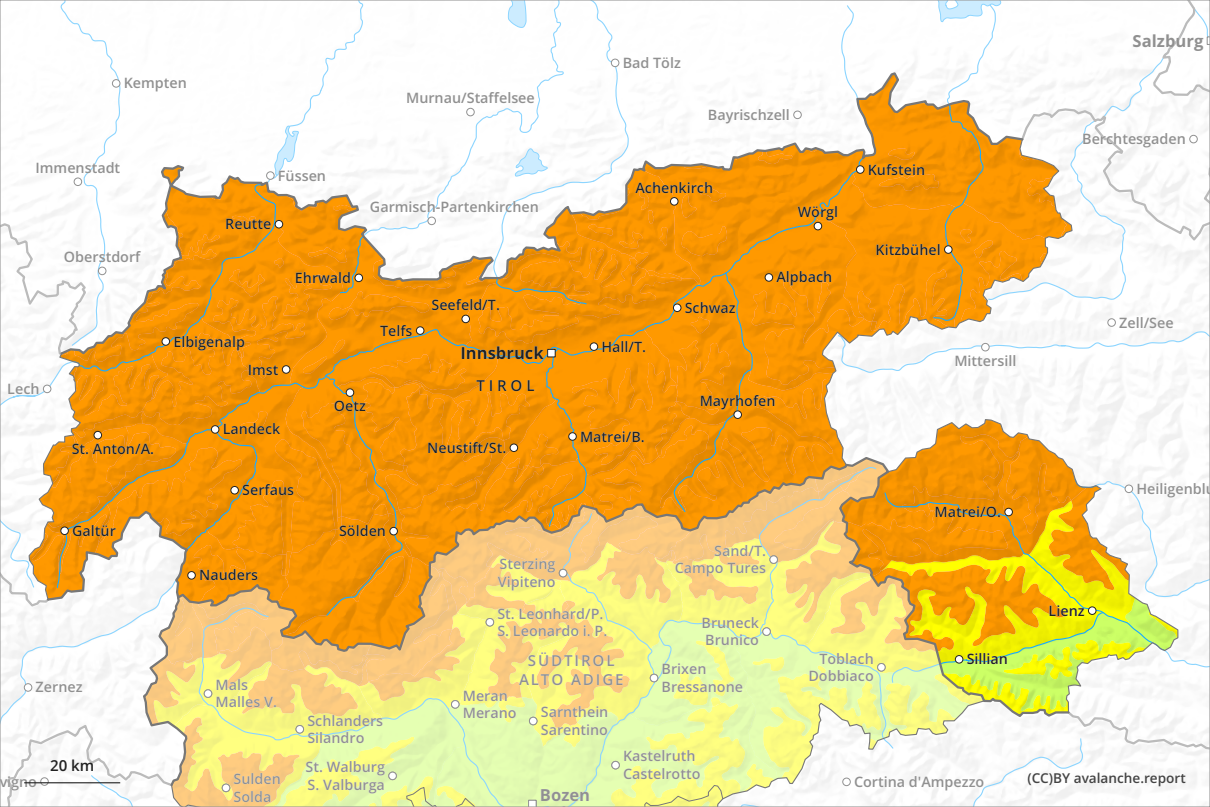 Salzburg
Bad Tölz
Kempten
Murnau/Staffelsee
Bayrischzell
Berchtesgaden
Immenstadt
Füssen
Kufstein
Achenkirch
Garmisch-Partenkirchen
Wörgl
Reutte
Kitzbühel
Oberstdorf
Ehrwald
Alpbach
Seefeld/T.
Schwaz
Zell/See
Telfs
Elbigenalp
Innsbruck
Hall/T.
Mittersill
Imst
TIROL
Lech
Oetz
Mayrhofen
Landeck
Matrei/B.
St. Anton/A.
Neustift/St.
Serfaus
Heiligenblu
Matrei/O.
Galtür
Sölden
Sand/T.
Campo Tures
Sterzing
Vipiteno
Nauders
St. Leonhard/P.
S. Leonardo i. P.
Lienz
Bruneck
Brunico
SÜDTIROL
ALTO ADIGE
Toblach
Dobbiaco
Sillian
Brixen
Bressanone
Zernez
Mals
Malles V.
Meran
Merano
Sarnthein
Sarentino
Schlanders
Silandro
Kastelruth
Castelrotto
St. Walburg
S. Valburga
20 km
vigno
Sulden
Solda
Cortina d'Ampezzo
(CC)BY avalanche.report
Bozen